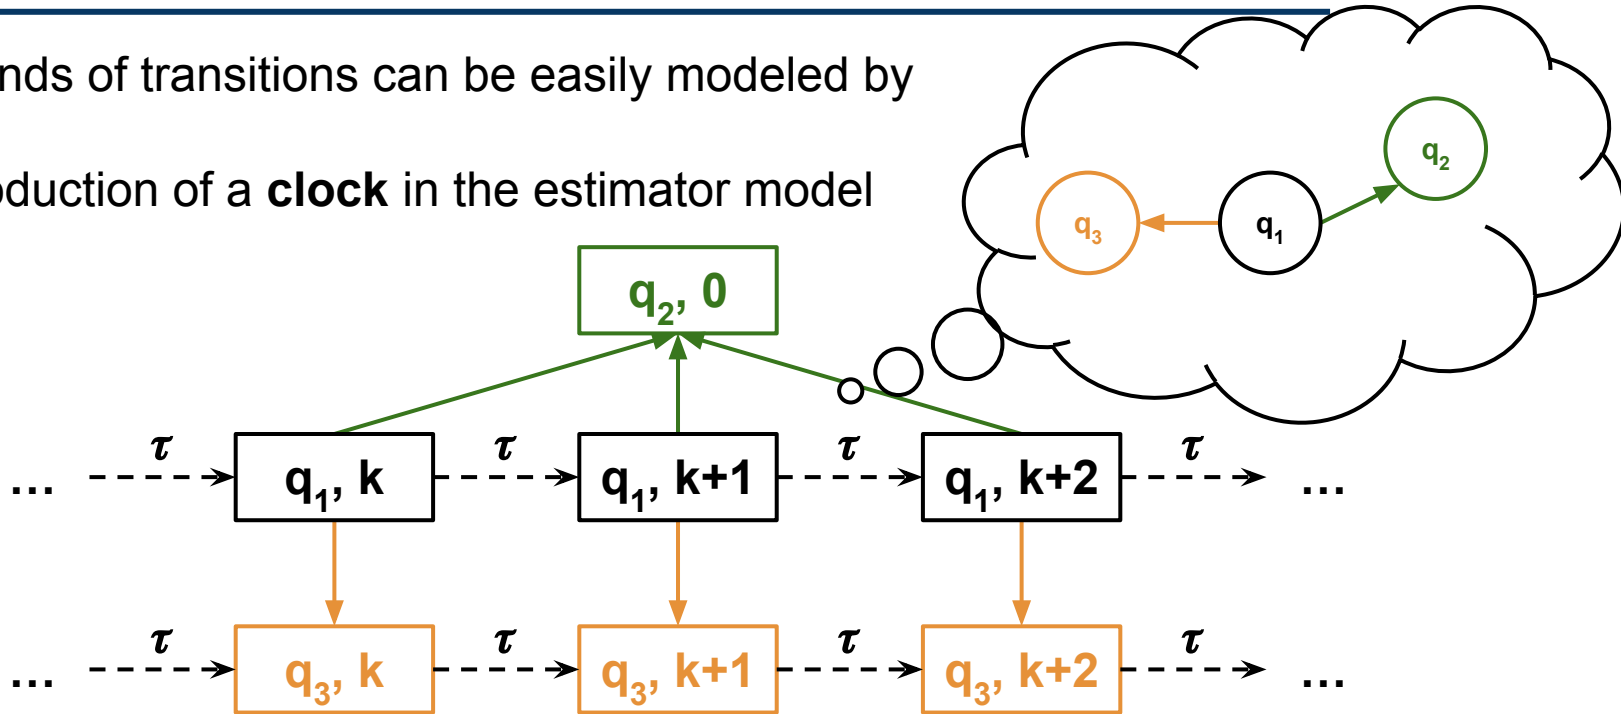 nds of transitions can be easily modeled by
oduction of a clock in the estimator model
q₂
q₃ q₁
q₂, 0
τ τ τ τ
... q₁, k q₁, k+1 q₁, k+2 ...
τ τ τ τ
... q₃, k q₃, k+1 q₃, k+2 ...